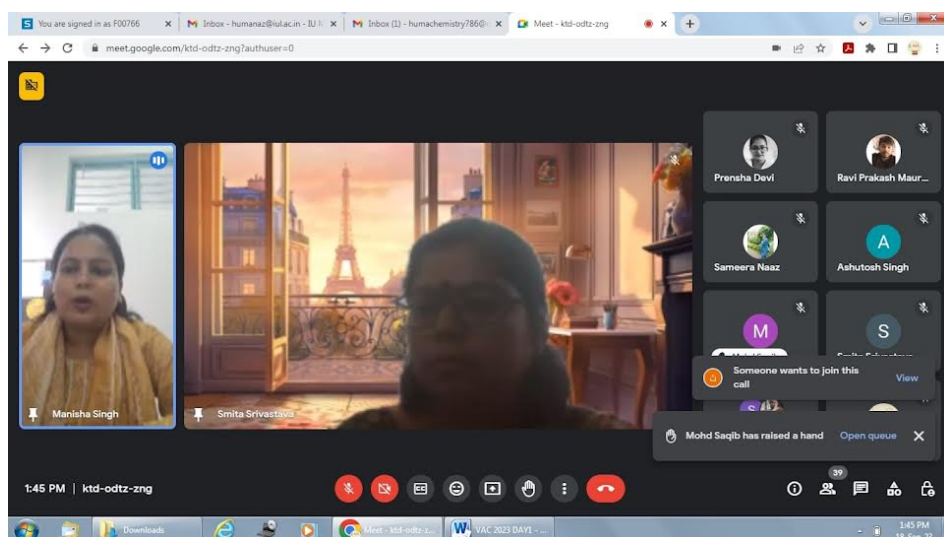 You are signed in as F00766
Inbox - humanaz@iul.ac.in - IU
Inbox (1) - humachemistry786@
Meet - ktd-odtz-zng
meet.google.com/ktd-odtz-zng?authuser=0
Prensha Devi
Ravi Prakash Maur...
Sameera Naaz
A
Ashutosh Singh
M
S
Someone wants to join this
call
View
Manisha Singh
Smita Srivastava
Mohd Saqib has raised a hand
Open queue
39
1:45 PM | ktd-odtz-zng
Downloads
Meet - ktd-odtz-z...
VAC 2023 DAY1 - ...
1:45 PM